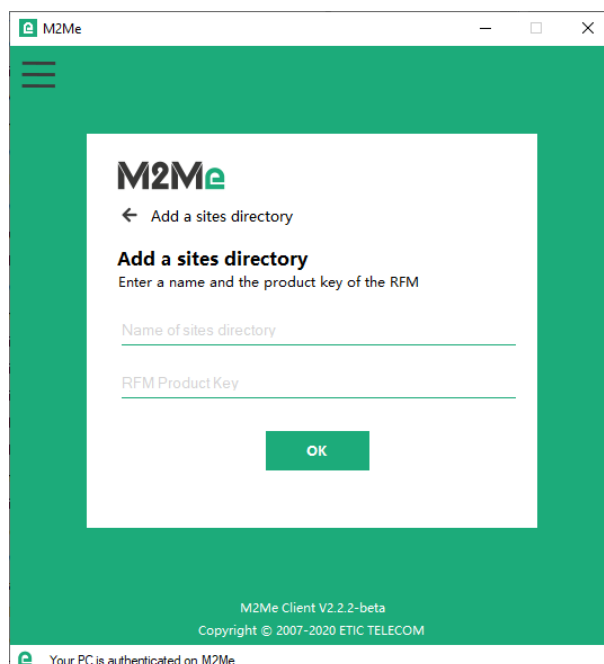 M2Me
M2Me
Add a sites directory
Add a sites directory
Enter a name and the product key of the RFM
Name of sites directory
RFM Product Key
OK
M2Me Client V2.2.2-beta
Copyright © 2007-2020 ETIC TELECOM
Your PC is authenticated on M2Me